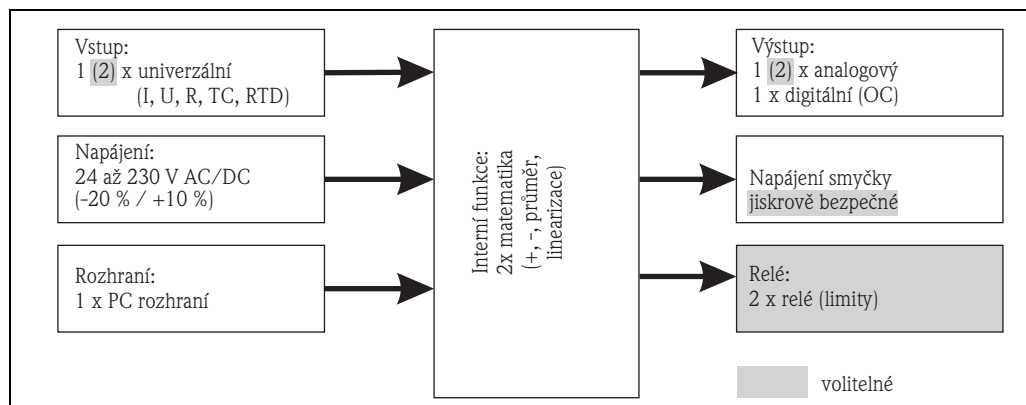 Vstup:
1 (2) x univerzální
(I, U, R, TC, RTD)
Napájení:
24 až 230 V AC/DC
(-20 % / +10 %)
Rozhraní:
1 x PC rozhraní
Interní funkce:
2x matematika
(+, -, průměr,
linearizace)
Výstup:
1 (2) x analogový
1 x digitální (OC)
Napájení smyčky
jiskrově bezpečné
Relé:
2 x relé (limity)
volitelné